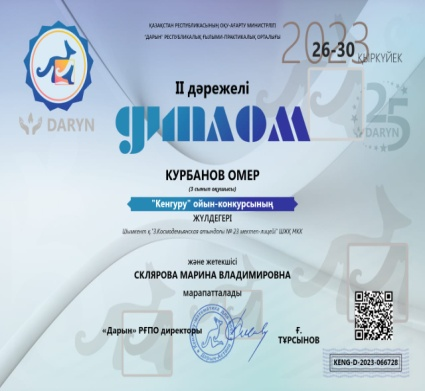 ҚАЗАҚСТАН РЕСПУБЛИКАСЫНЫҢ ОҚУ-АҒАРТУ МИНИСТРЛІГІ
"ДАРЫН" РЕСПУБЛИКАЛЫҚ ҒЫЛЫМИ-ПРАКТИКАЛЫҚ ОРТАЛЫҒЫ
2023
26-30
ҚЫРКҮЙЕК
DARYN
25
DARYN
II дәрежелі
ДИПЛОМ
КУРБАНОВ ОМЕР
(3 сынып оқушысы)
"Кенгуру" ойын-конкурсының
ЖҮЛДЕГЕРІ
Шымкент қ "З.Космодемьянская атындағы № 23 мектеп-лицей" ШЖҚ МКК
және жетекшісі
СКЛЯРОВА МАРИНА ВЛАДИМИРОВНА
марапатталады
«Дарын» РҒПО директоры
Ғ. ТҰРСЫНОВ
KENG-D-2023-066728